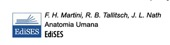 F. H. Martini, R. B. Tallitsch, J. L. Nath
Anatomia Umana
EdiSES
EdiSES